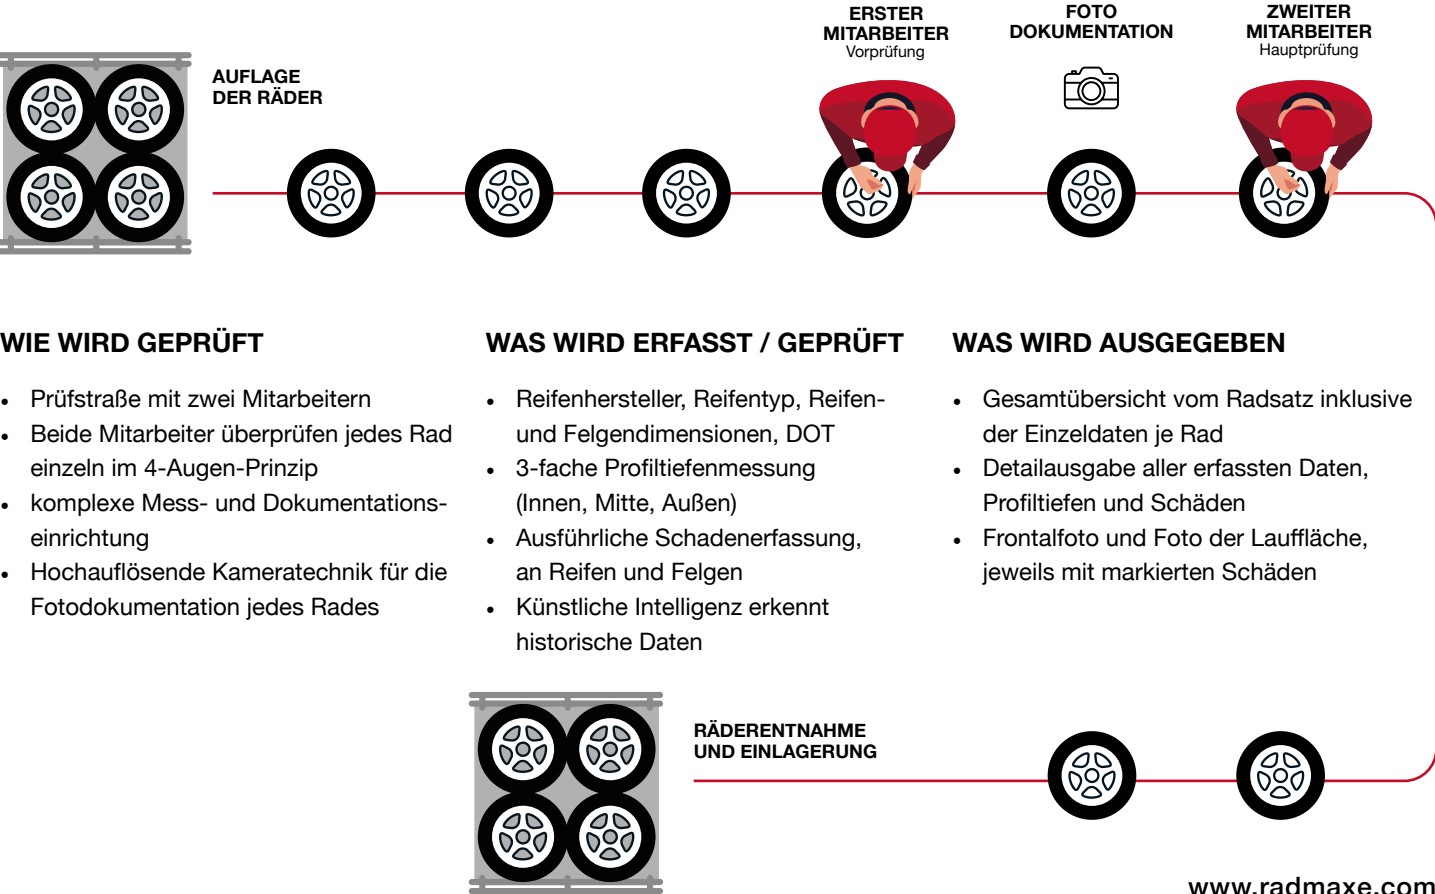 AUFLAGE
DER RÄDER
ERSTER
MITARBEITER
Vorprüfung
FOTO
DOKUMENTATION
ZWEITER
MITARBEITER
Hauptprüfung
WIE WIRD GEPRÜFT
• Prüfstraße mit zwei Mitarbeitern
• Beide Mitarbeiter überprüfen jedes Rad
einzeln im 4-Augen-Prinzip
• komplexe Mess- und Dokumentations-
einrichtung
• Hochauflösende Kameratechnik für die
Fotodokumentation jedes Rades
WAS WIRD ERFASST / GEPRÜFT
• Reifenhersteller, Reifentyp, Reifen-
und Felgendimensionen, DOT
• 3-fache Profiltiefenmessung
(Innen, Mitte, Außen)
• Ausführliche Schadenerfassung,
an Reifen und Felgen
• Künstliche Intelligenz erkennt
historische Daten
WAS WIRD AUSGEGEBEN
• Gesamtübersicht vom Radsatz inklusive
der Einzeldaten je Rad
• Detailausgabe aller erfassten Daten,
Profiltiefen und Schäden
• Frontalfoto und Foto der Lauffläche,
jeweils mit markierten Schäden
RÄDERENTNAHME
UND EINLAGERUNG
www.radmaxe.com